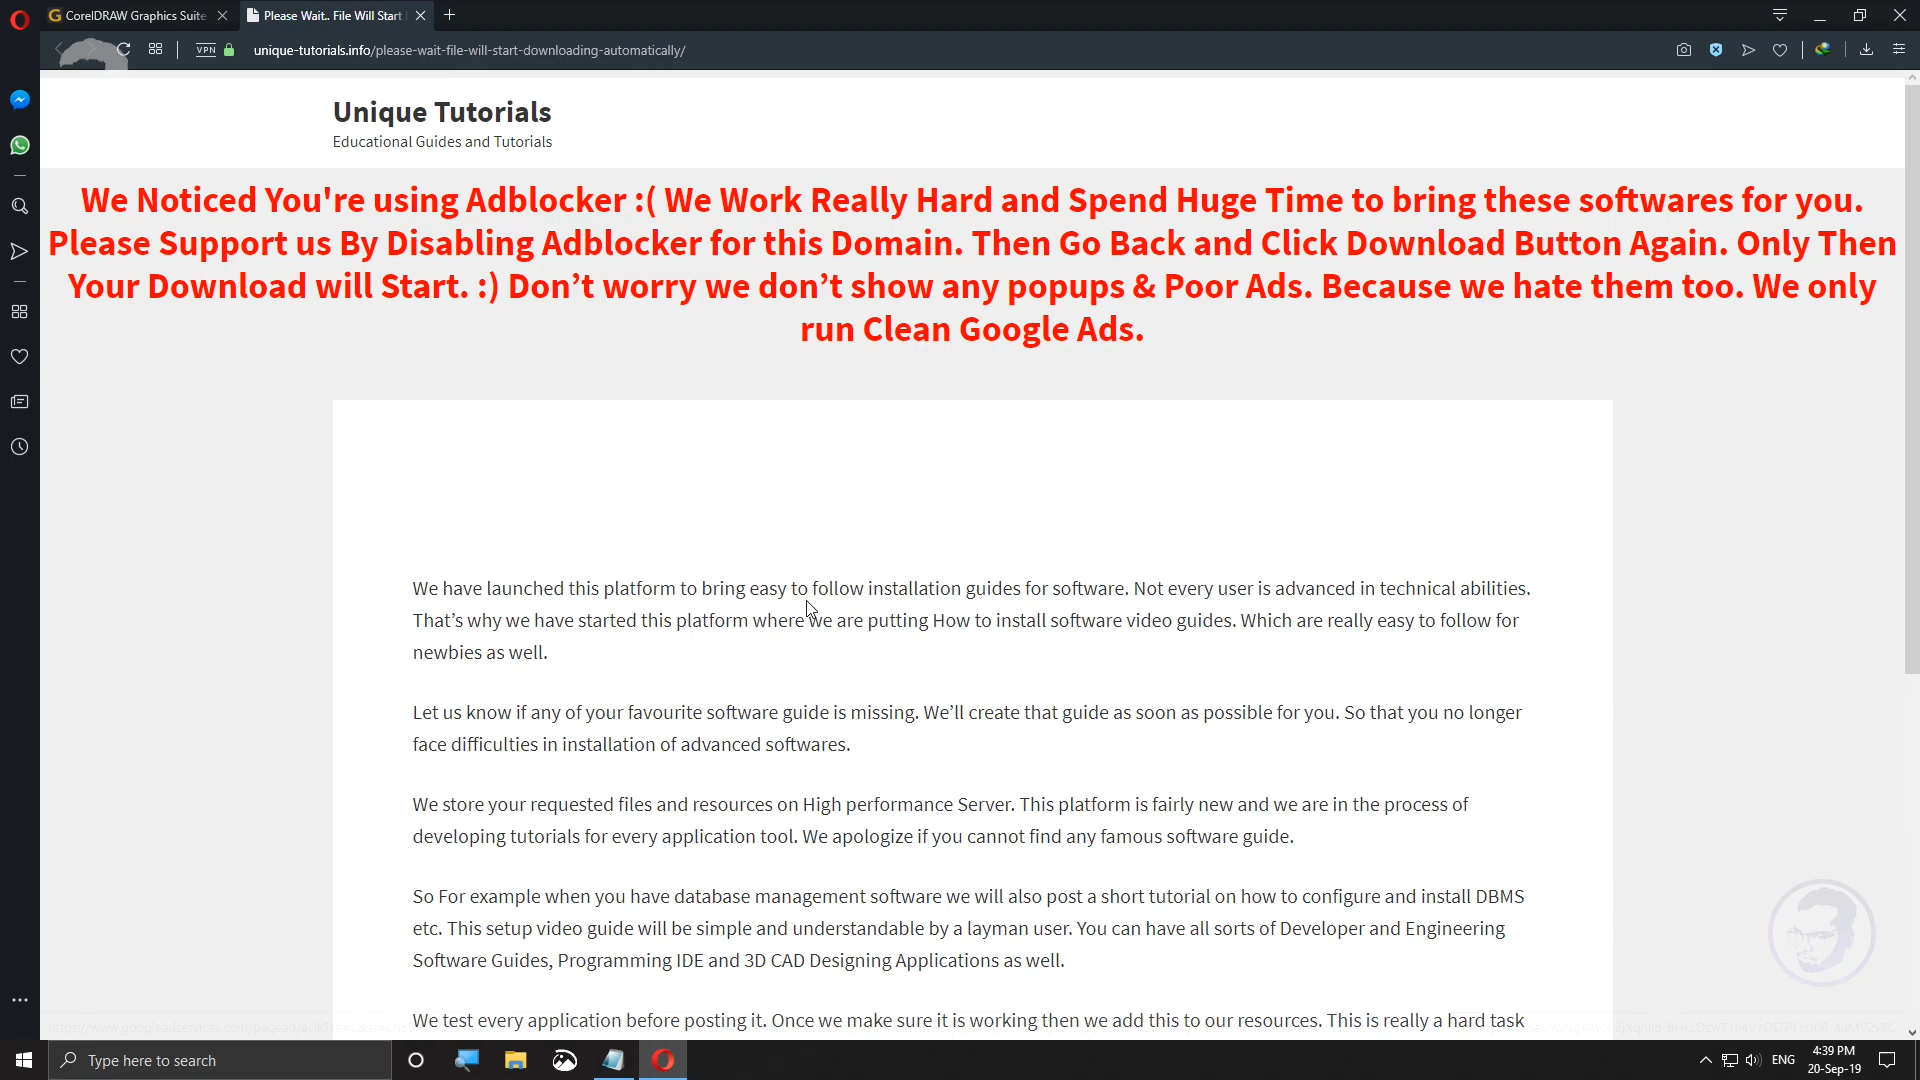 CorelDRAW Graphics Suite
Please Wait.. File Will Start
VPN
unique-tutorials.info/please-wait-file-will-start-downloading-automatically/
Unique Tutorials
Educational Guides and Tutorials
We Noticed You're using Adblocker :( We Work Really Hard and Spend Huge Time to bring these softwares for you.
Please Support us By Disabling Adblocker for this Domain. Then Go Back and Click Download Button Again. Only Then
Your Download will Start. :) Don’t worry we don’t show any popups & Poor Ads. Because we hate them too. We only
run Clean Google Ads.
We have launched this platform to bring easy to follow installation guides for software. Not every user is advanced in technical abilities.
That’s why we have started this platform where we are putting How to install software video guides. Which are really easy to follow for
newbies as well.
Let us know if any of your favourite software guide is missing. We’ll create that guide as soon as possible for you. So that you no longer
face difficulties in installation of advanced softwares.
We store your requested files and resources on High performance Server. This platform is fairly new and we are in the process of
developing tutorials for every application tool. We apologize if you cannot find any famous software guide.
So For example when you have database management software we will also post a short tutorial on how to configure and install DBMS
etc. This setup video guide will be simple and understandable by a layman user. You can have all sorts of Developer and Engineering
Software Guides, Programming IDE and 3D CAD Designing Applications as well.
We test every application before posting it. Once we make sure it is working then we add this to our resources. This is really a hard task
Type here to search
ENG
4:39 PM
20-Sep-19